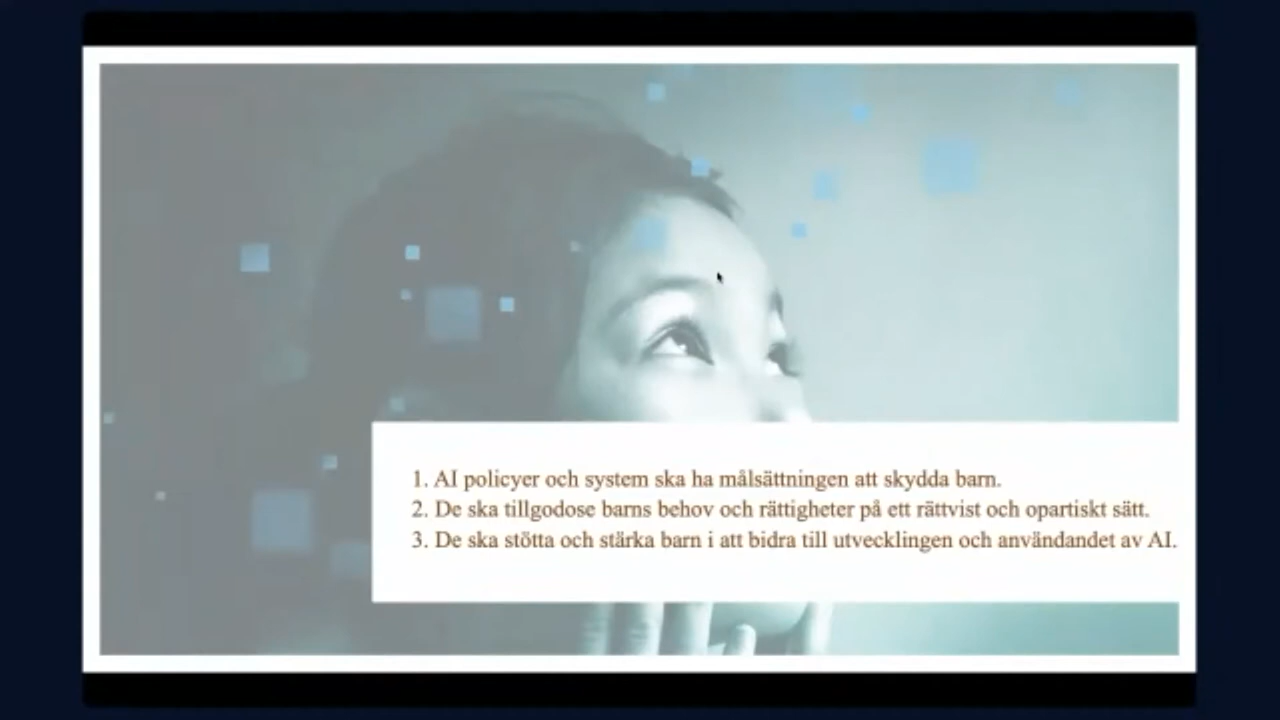 1. AI policyer och system ska ha målsättningen att skydda barn.
2. De ska tillgodose barns behov och rättigheter på ett rättvist och opartiskt sätt.
3. De ska stötta och stärka barn i att bidra till utvecklingen och användandet av AI.